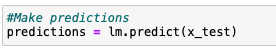 #Make predictions
predictions = lm.predict(x_test)